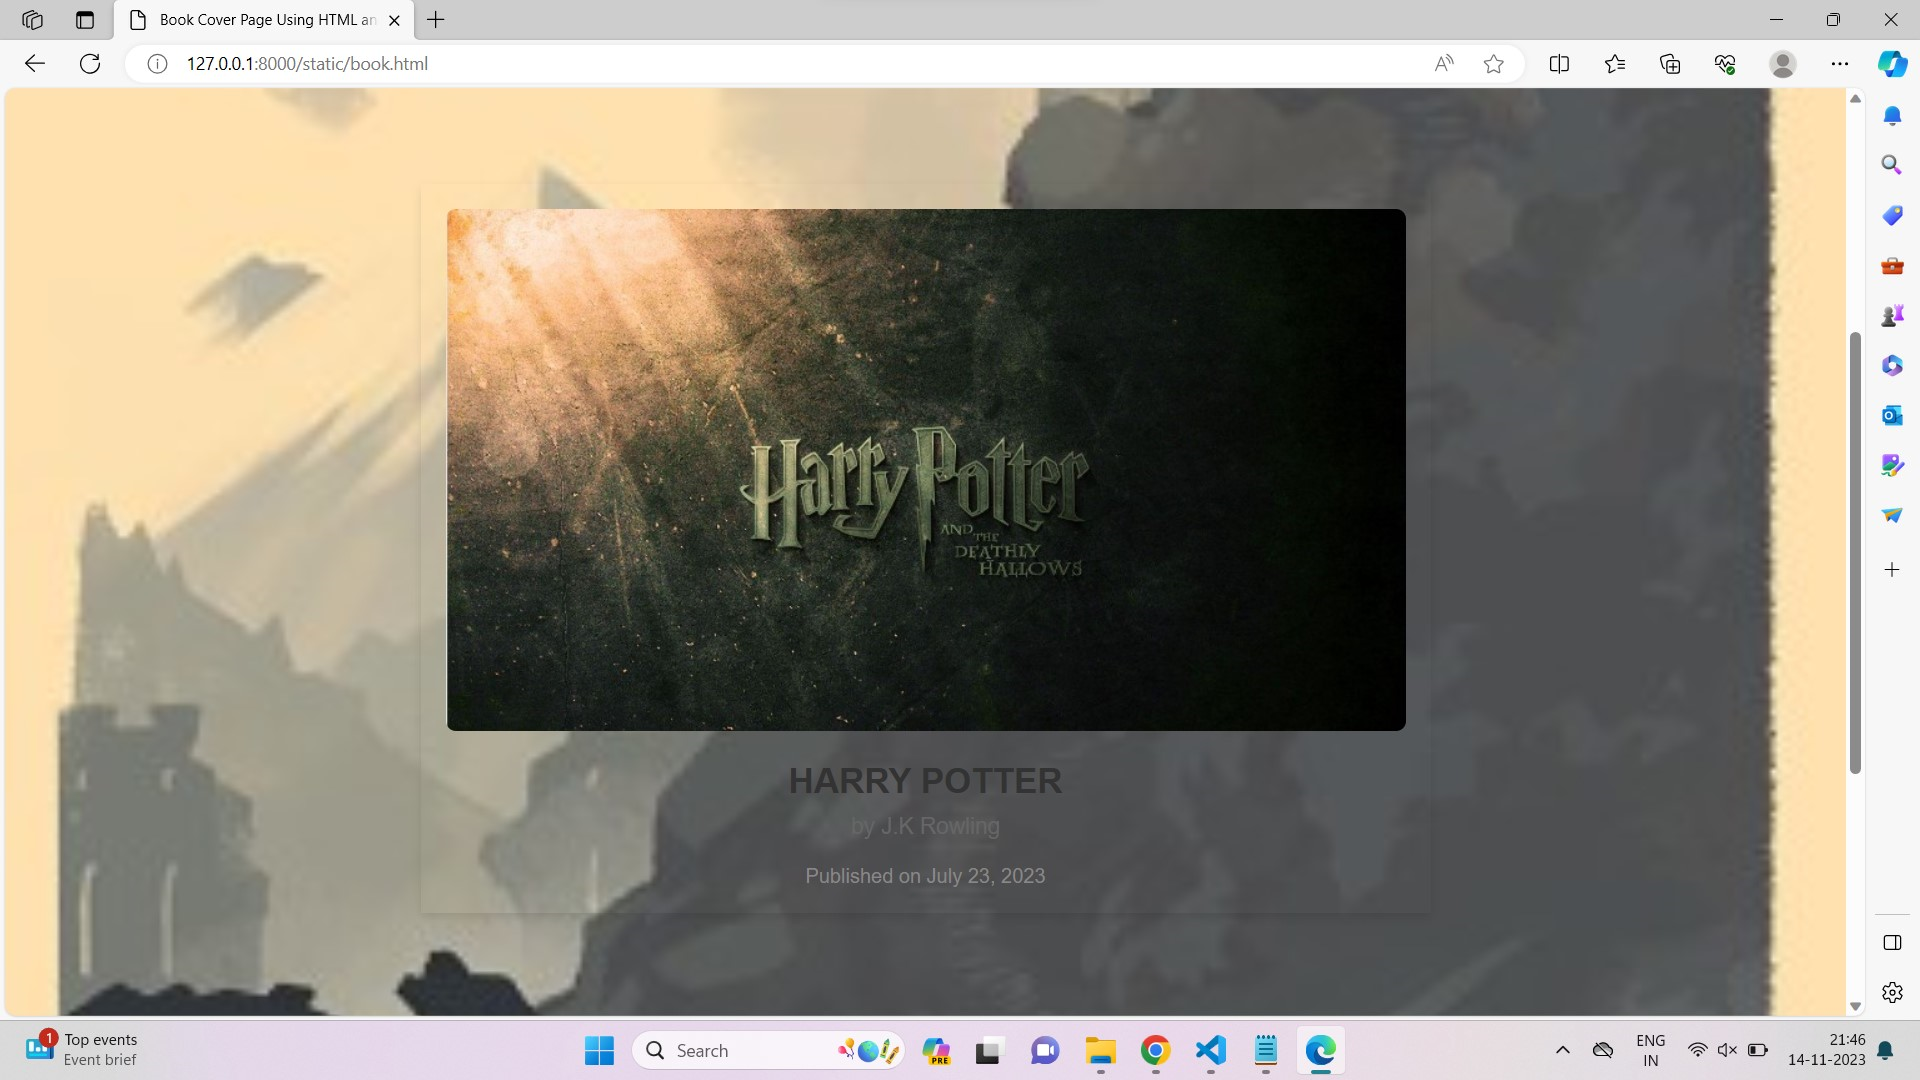 Book Cover Page Using HTML an
127.0.0.1:8000/static/book.html
Harry Potter
AND THE
DEATHLY
HALLOWS
HARRY POTTER
by J.K Rowling
Published on July 23, 2023
1
Top events
Event brief
Search
PRE
ENG
IN
21:46
14-11-2023